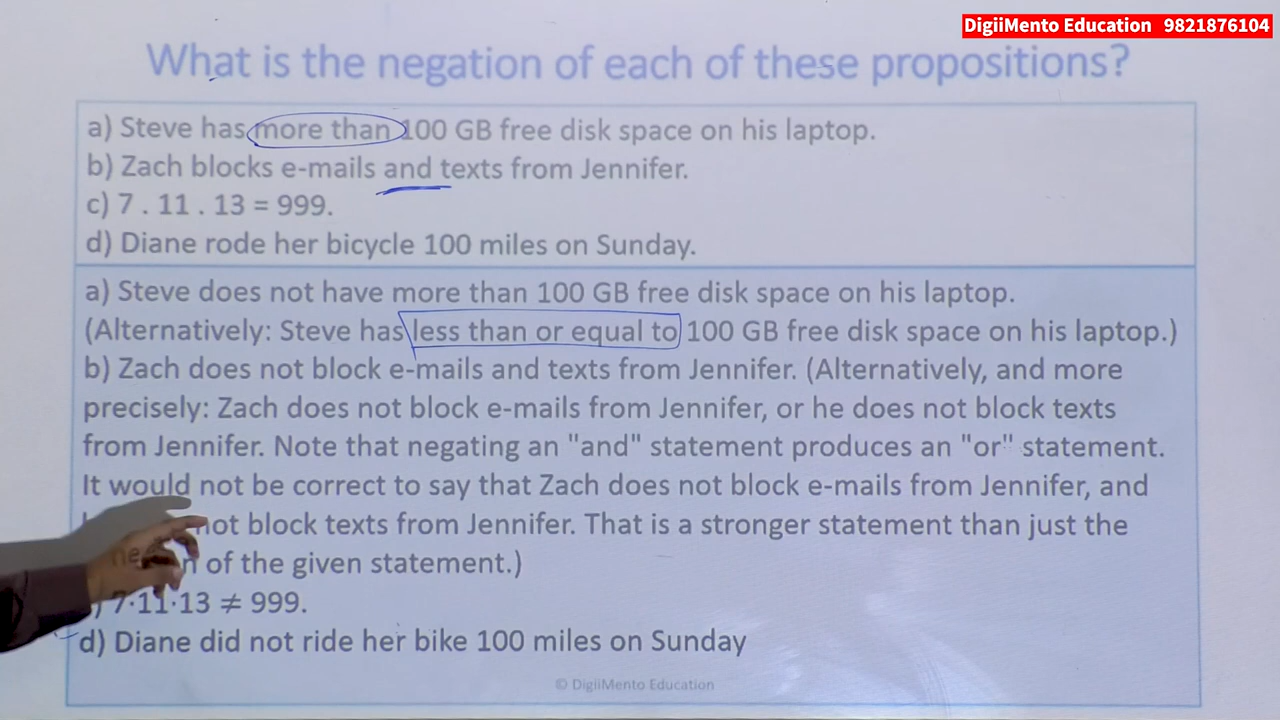 DigiiMento Education 9821876104
What is the negation of each of these propositions?
a) Steve has more than 100 GB free disk space on his laptop.
b) Zach blocks e-mails and texts from Jennifer.
c) 7 . 11 . 13 = 999.
d) Diane rode her bicycle 100 miles on Sunday.
a) Steve does not have more than 100 GB free disk space on his laptop.
(Alternatively: Steve has less than or equal to 100 GB free disk space on his laptop.)
b) Zach does not block e-mails and texts from Jennifer. (Alternatively, and more
precisely: Zach does not block e-mails from Jennifer, or he does not block texts
from Jennifer. Note that negating an "and" statement produces an "or" statement.
It would not be correct to say that Zach does not block e-mails from Jennifer, and
not block texts from Jennifer. That is a stronger statement than just the
of the given statement.)
7·11·13 ≠ 999.
d) Diane did not ride her bike 100 miles on Sunday
© DigiiMento Education